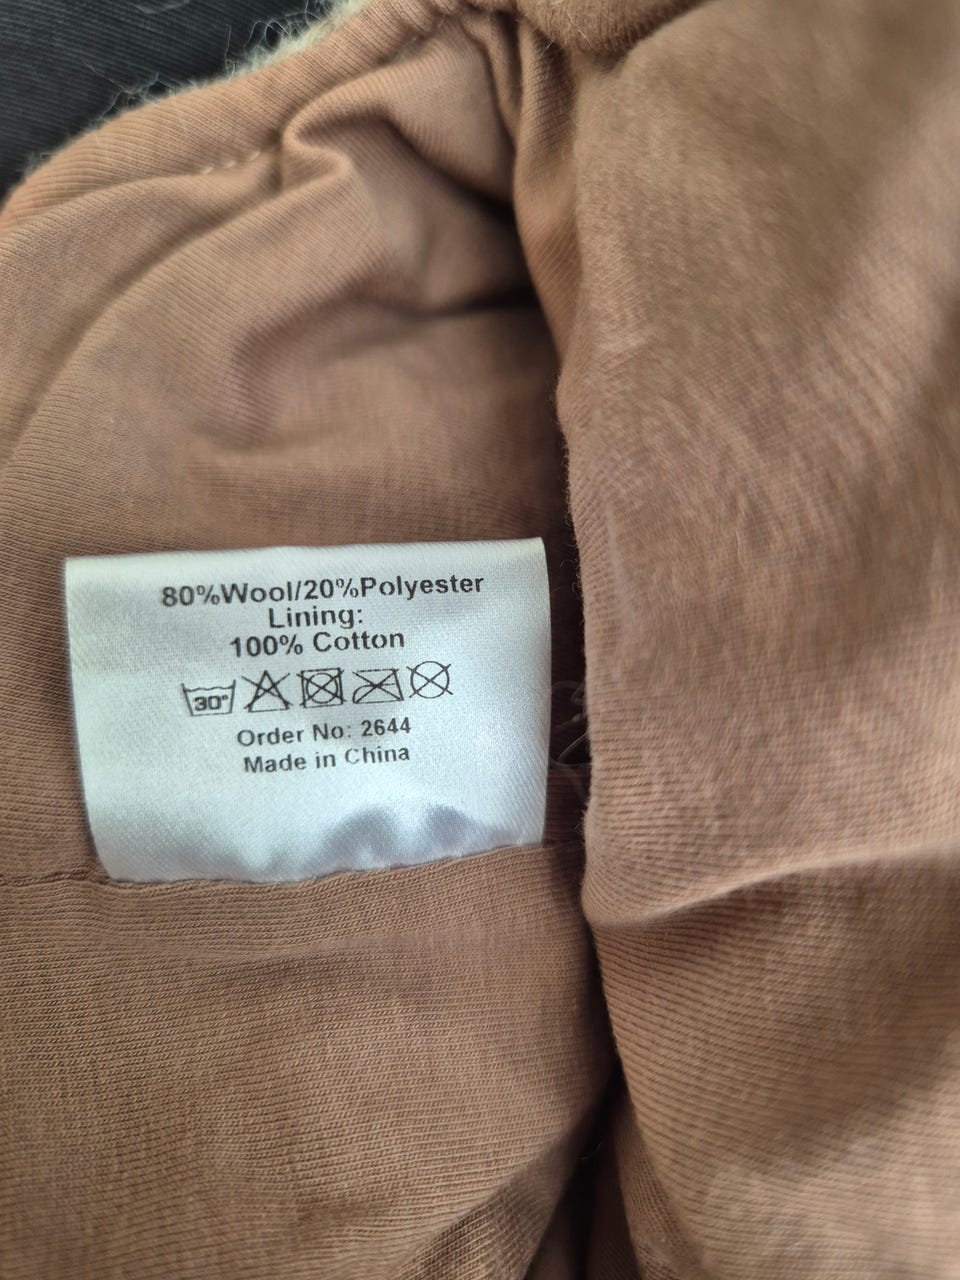 80%Wool/20%Polyester
Lining:
100% Cotton
30°
Order No: 2644
Made in China